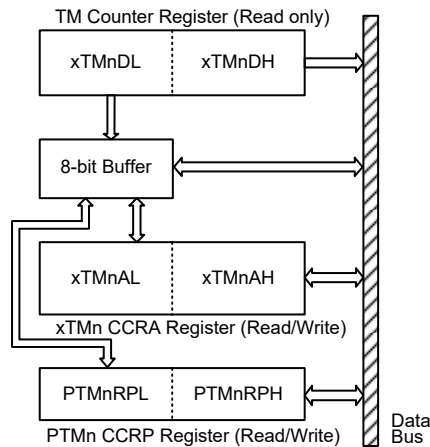 TM Counter Register (Read only)
xTMnDL xTMnDH
8-bit Buffer
xTMnAL xTMnAH
xTMn CCRA Register (Read/Write)
PTMnRPL PTMnRPH
PTMn CCRP Register (Read/Write)
Data
Bus